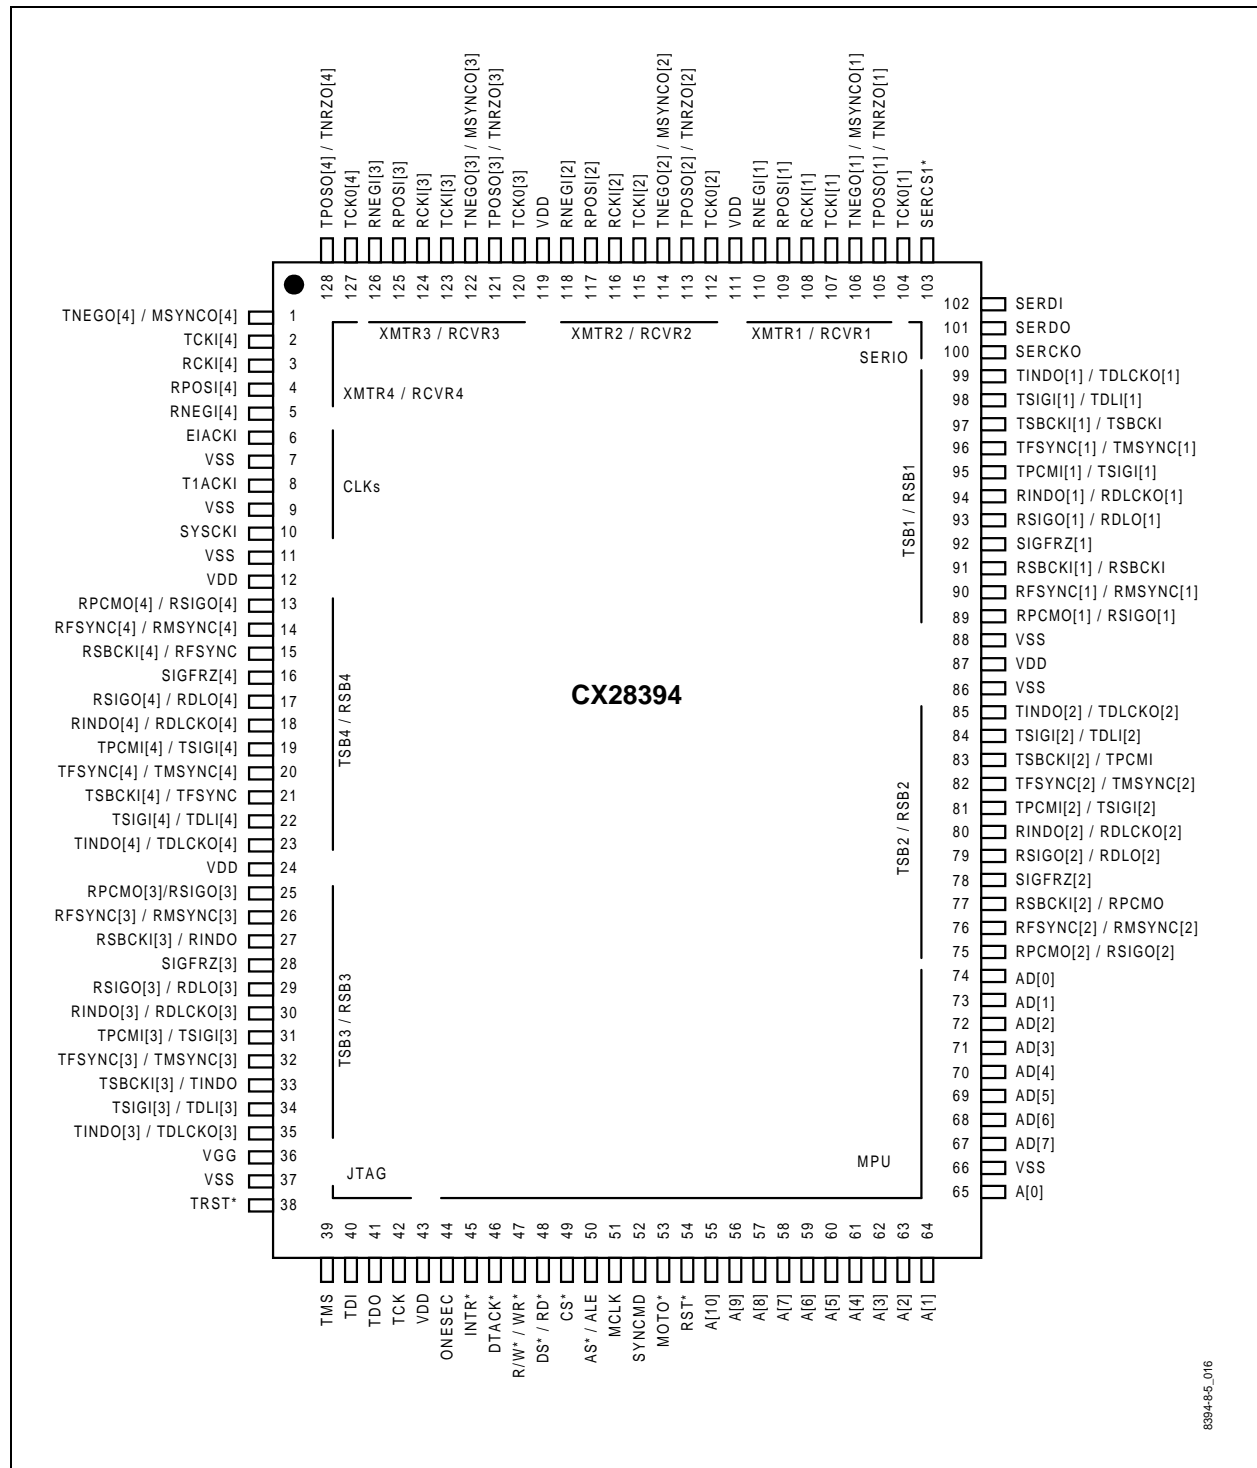 TPOSO[4] / TNRZO[4]
TCK0[4]
RNEGI[3]
RPOSI[3]
RCKI[3]
TCKI[3]
TNEGO[3] / MSYNCO[3]
TPOSO[3] / TNRZO[3]
TCK0[3]
VDD
RNEGI[2]
RPOSI[2]
RCKI[2]
TCKI[2]
TNEGO[2] / MSYNCO[2]
TPOSO[2] / TNRZO[2]
TCK0[2]
VDD
RNEGI[1]
RPOSI[1]
RCKI[1]
TCKI[1]
TNEGO[1] / MSYNCO[1]
TPOSO[1] / TNRZO[1]
TCK0[1]
SERCS1*
128
127
126
125
124
123
122
121
120
119
118
117
116
115
114
113
112
111
110
109
108
107
106
105
104
103
TNEGO[4] / MSYNCO[4] 1
TCKI[4] 2
RCKI[4] 3
RPOSI[4] 4
RNEGI[4] 5
EIACKI 6
VSS 7
T1ACKI 8
VSS 9
SYSCKI 10
VSS 11
VDD 12
RPCMO[4] / RSIGO[4] 13
RFSYNC[4] / RMSYNC[4] 14
RSBCKI[4] / RFSYNC 15
SIGFRZ[4] 16
RSIGO[4] / RDLO[4] 17
RINDO[4] / RDLCKO[4] 18
TPCMI[4] / TSIGI[4] 19
TFSYNC[4] / TMSYNC[4] 20
TSBCKI[4] / TFSYNC 21
TSIGI[4] / TDLI[4] 22
TINDO[4] / TDLCKO[4] 23
VDD 24
RPCMO[3]/RSIGO[3] 25
RFSYNC[3] / RMSYNC[3] 26
RSBCKI[3] / RINDO 27
SIGFRZ[3] 28
RSIGO[3] / RDLO[3] 29
RINDO[3] / RDLCKO[3] 30
TPCMI[3] / TSIGI[3] 31
TFSYNC[3] / TMSYNC[3] 32
TSBCKI[3] / TINDO 33
TSIGI[3] / TDLI[3] 34
TINDO[3] / TDLCKO[3] 35
VGG 36
VSS 37
TRST* 38
XMTR3 / RCVR3
XMTR2 / RCVR2
XMTR1 / RCVR1
SERIO
XMTR4 / RCVR4
CLKs
TSB1 / RSB1
TSB4 / RSB4
CX28394
TSB2 / RSB2
TSB3 / RSB3
MPU
JTAG
102 SERDI
101 SERDO
100 SERCKO
99 TINDO[1] / TDLCKO[1]
98 TSIGI[1] / TDLI[1]
97 TSBCKI[1] / TSBCKI
96 TFSYNC[1] / TMSYNC[1]
95 TPCMI[1] / TSIGI[1]
94 RINDO[1] / RDLCKO[1]
93 RSIGO[1] / RDLO[1]
92 SIGFRZ[1]
91 RSBCKI[1] / RSBCKI
90 RFSYNC[1] / RMSYNC[1]
89 RPCMO[1] / RSIGO[1]
88 VSS
87 VDD
86 VSS
85 TINDO[2] / TDLCKO[2]
84 TSIGI[2] / TDLI[2]
83 TSBCKI[2] / TPCMI
82 TFSYNC[2] / TMSYNC[2]
81 TPCMI[2] / TSIGI[2]
80 RINDO[2] / RDLCKO[2]
79 RSIGO[2] / RDLO[2]
78 SIGFRZ[2]
77 RSBCKI[2] / RPCMO
76 RFSYNC[2] / RMSYNC[2]
75 RPCMO[2] / RSIGO[2]
74 AD[0]
73 AD[1]
72 AD[2]
71 AD[3]
70 AD[4]
69 AD[5]
68 AD[6]
67 AD[7]
66 VSS
65 A[0]
39
40
41
42
43
44
45
46
47
48
49
50
51
52
53
54
55
56
57
58
59
60
61
62
63
64
TMS
TDI
TDO
TCK
VDD
ONESEC
INTR*
DTACK*
R/W* / WR*
DS* / RD*
CS*
AS* / ALE
MCLK
SYNCMD
MOTO*
RST*
A[10]
A[9]
A[8]
A[7]
A[6]
A[5]
A[4]
A[3]
A[2]
A[1]
8394-8-5_016